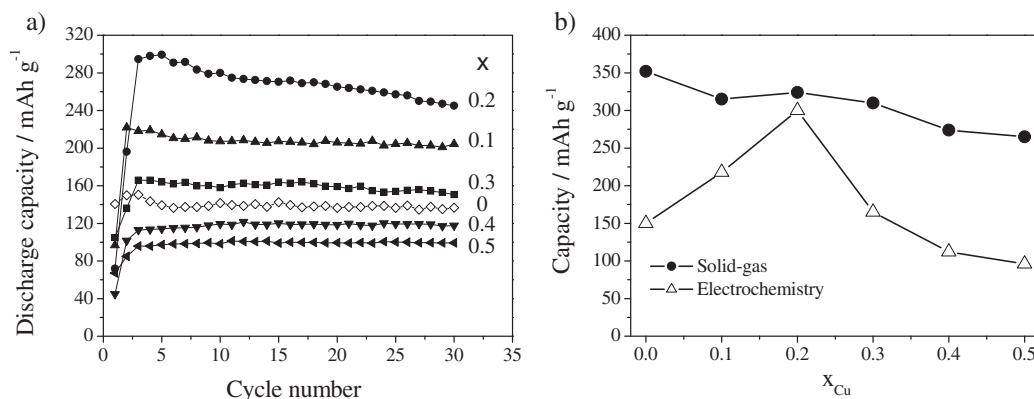 a)
Discharge capacity / mAh g⁻¹
320
280
240
200
160
120
80
40
0
0 5 10 15 20 25 30 35
Cycle number
x
0.2
0.1
0.3
0
0.4
0.5
b)
Capacity / mAh g⁻¹
400
350
300
250
200
150
100
50
0
Solid-gas
Electrochemistry
0.0 0.1 0.2 0.3 0.4 0.5
x_Cu